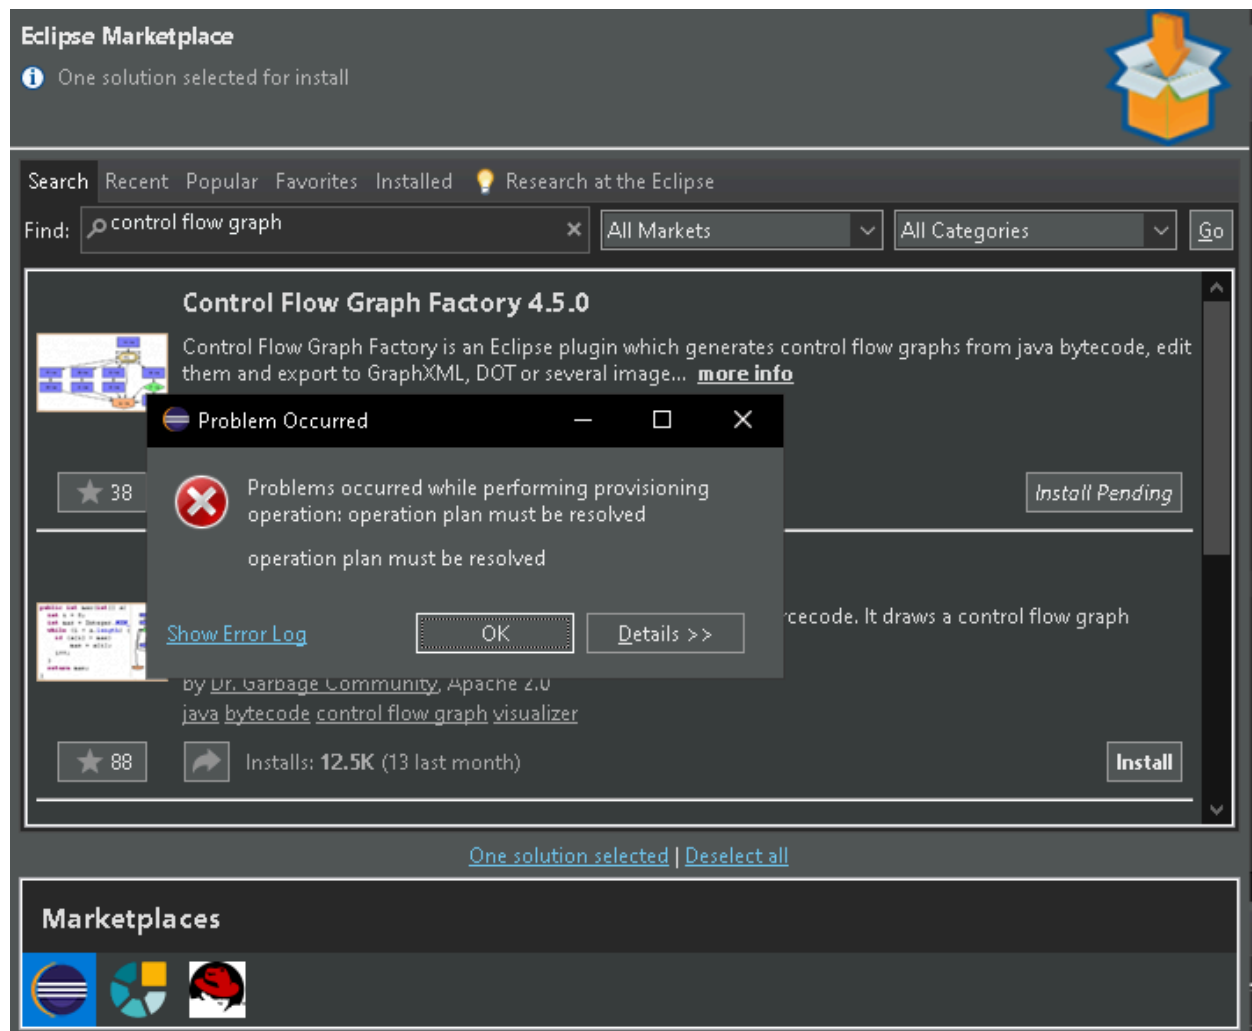 Eclipse Marketplace
One solution selected for install
Search Recent Popular Favorites Installed Research at the Eclipse
Find: control flow graph All Markets All Categories Go
Control Flow Graph Factory 4.5.0
Control Flow Graph Factory is an Eclipse plugin which generates control flow graphs from java bytecode, edit
them and export to GraphXML, DOT or several image... more info
Problem Occurred
38
Problems occurred while performing provisioning
operation: operation plan must be resolved
Install Pending
operation plan must be resolved
rcecode. It draws a control flow graph
Show Error Log OK Details >>
by Dr. Garbage Community, Apache 2.0
java bytecode control flow graph visualizer
88 Installs: 12.5K (13 last month) Install
One solution selected | Deselect all
Marketplaces